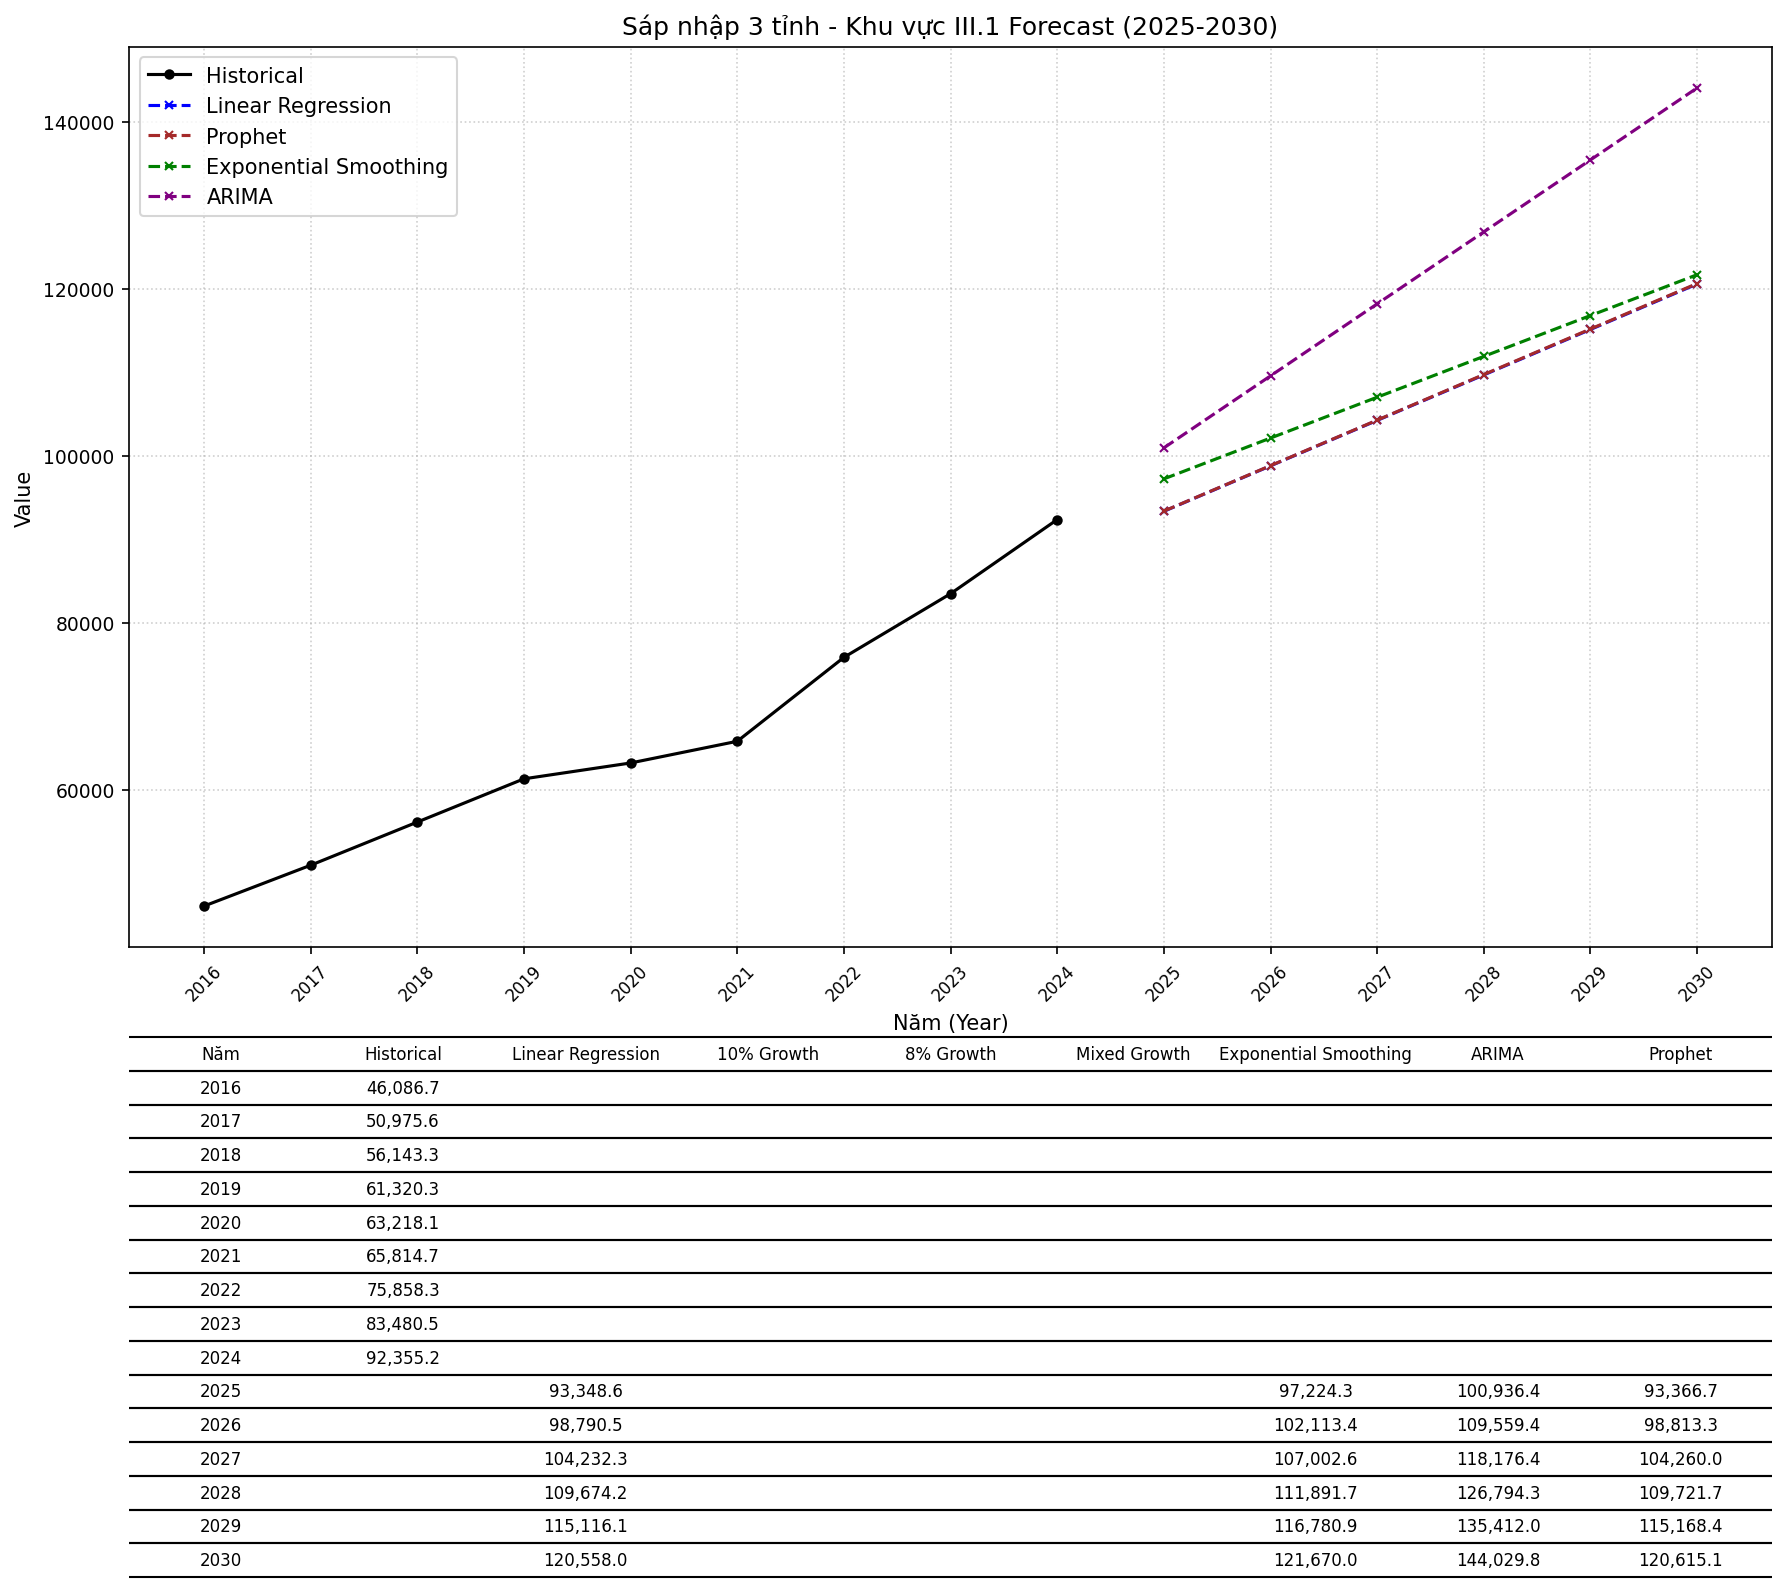 Sáp nhập 3 tỉnh - Khu vực III.1 Forecast (2025-2030)
Historical
Linear Regression
Prophet
Exponential Smoothing
ARIMA
Value
140000
120000
100000
80000
60000
2016 2017 2018 2019 2020 2021 2022 2023 2024 2025 2026 2027 2028 2029 2030
Năm (Year)
Năm Historical Linear Regression 10% Growth 8% Growth Mixed Growth Exponential Smoothing ARIMA Prophet
2016 46,086.7
2017 50,975.6
2018 56,143.3
2019 61,320.3
2020 63,218.1
2021 65,814.7
2022 75,858.3
2023 83,480.5
2024 92,355.2
2025 93,348.6 97,224.3 100,936.4 93,366.7
2026 98,790.5 102,113.4 109,559.4 98,813.3
2027 104,232.3 107,002.6 118,176.4 104,260.0
2028 109,674.2 111,891.7 126,794.3 109,721.7
2029 115,116.1 116,780.9 135,412.0 115,168.4
2030 120,558.0 121,670.0 144,029.8 120,615.1